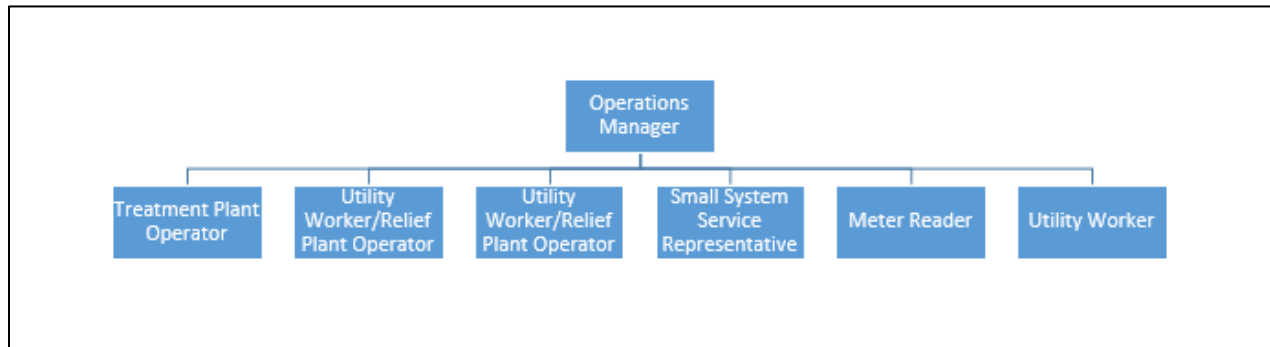 Operations
Manager
Treatment Plant
Operator
Utility
Worker/Relief
Plant Operator
Utility
Worker/Relief
Plant Operator
Small System
Service
Representative
Meter Reader
Utility Worker